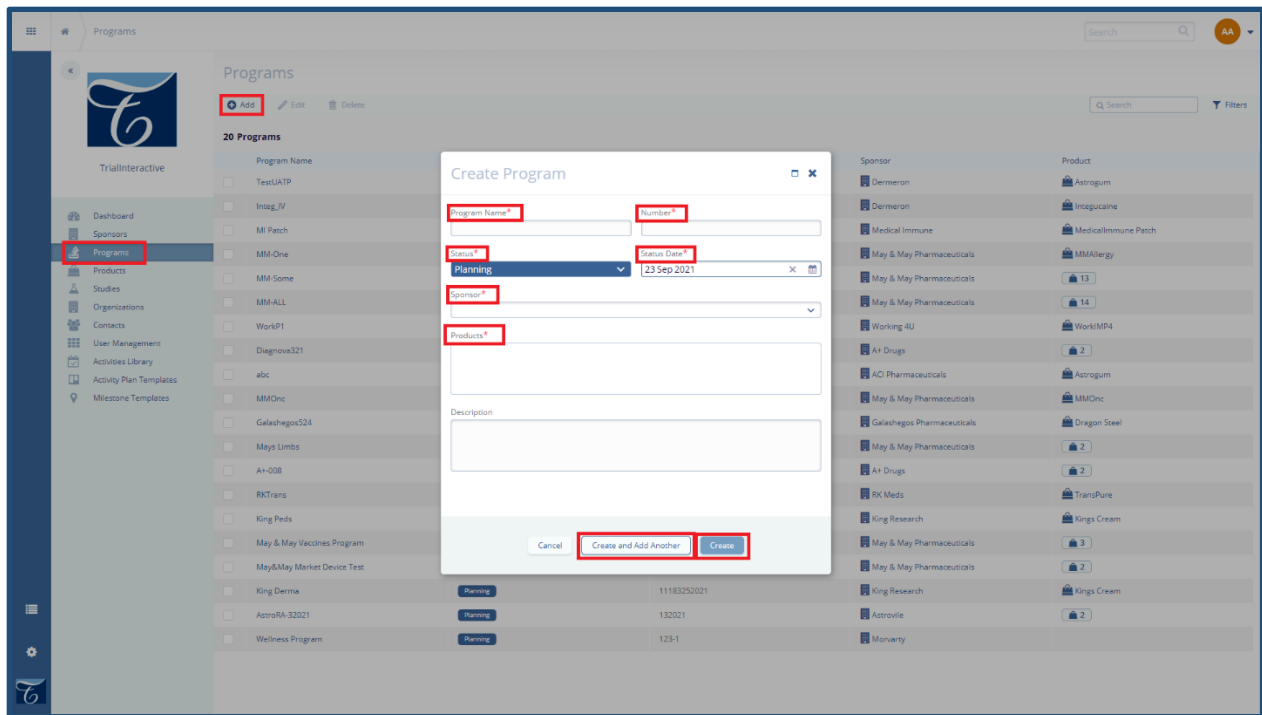 Programs
Search
AA
TrialInteractive
Dashboard
Sponsors
Programs
Products
Studies
Organizations
Contacts
User Management
Activities Library
Activity Plan Templates
Milestone Templates
Programs
Add Edit Delete
Search
Filters
20 Programs
Program Name Sponsor Product
TestUATP Dermeron Astrogum
Integ_IV Dermeron Integucaine
MI Patch Medical Immune MedicalImmune Patch
MM-One May & May Pharmaceuticals MMAllergy
MM-Some May & May Pharmaceuticals 13
MM-ALL May & May Pharmaceuticals 14
WorkP1 Working 4U WorkIMP4
Diagnova321 A+ Drugs 2
abc ACI Pharmaceuticals Astrogum
MMOnc May & May Pharmaceuticals MMOnc
Galashegos524 Galashegos Pharmaceuticals Dragon Steel
Mays Limbs May & May Pharmaceuticals 2
A+-008 A+ Drugs 2
RKTrans RK Meds TransPure
King Peds King Research Kings Cream
May & May Vaccines Program May & May Pharmaceuticals 3
May&May Market Device Test May & May Pharmaceuticals 2
King Derma Planning 11183252021 King Research Kings Cream
AstroRA-32021 Planning 132021 Astrovile 2
Wellness Program Planning 123-1 Morvarty
Create Program
Program Name* Number*
Status* Status Date*
Planning 23 Sep 2021
Sponsor*
Products*
Description
Cancel Create and Add Another Create